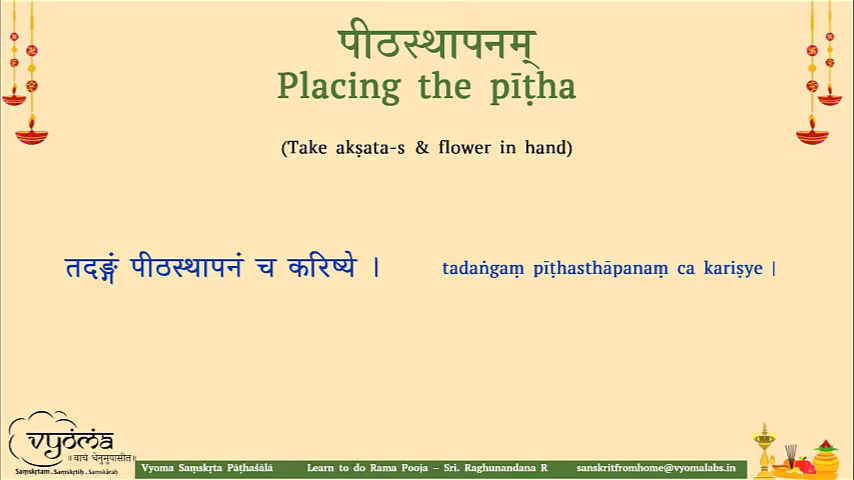 पीठस्थापनम्
Placing the pīṭha
(Take akṣata-s & flower in hand)
तदङ्गं पीठस्थापनं च करिष्ये । tadaṅgaṃ pīṭhasthāpanaṃ ca kariṣye |
vyoma
॥ वाचं धेनुमुपासीत॥
Saṃskṛtam . Saṃskṛtiḥ . Saṃskāraḥ
Vyoma Saṃskṛta Pāṭhaśālā Learn to do Rama Pooja – Sri. Raghunandana R sanskritfromhome@vyomalabs.in